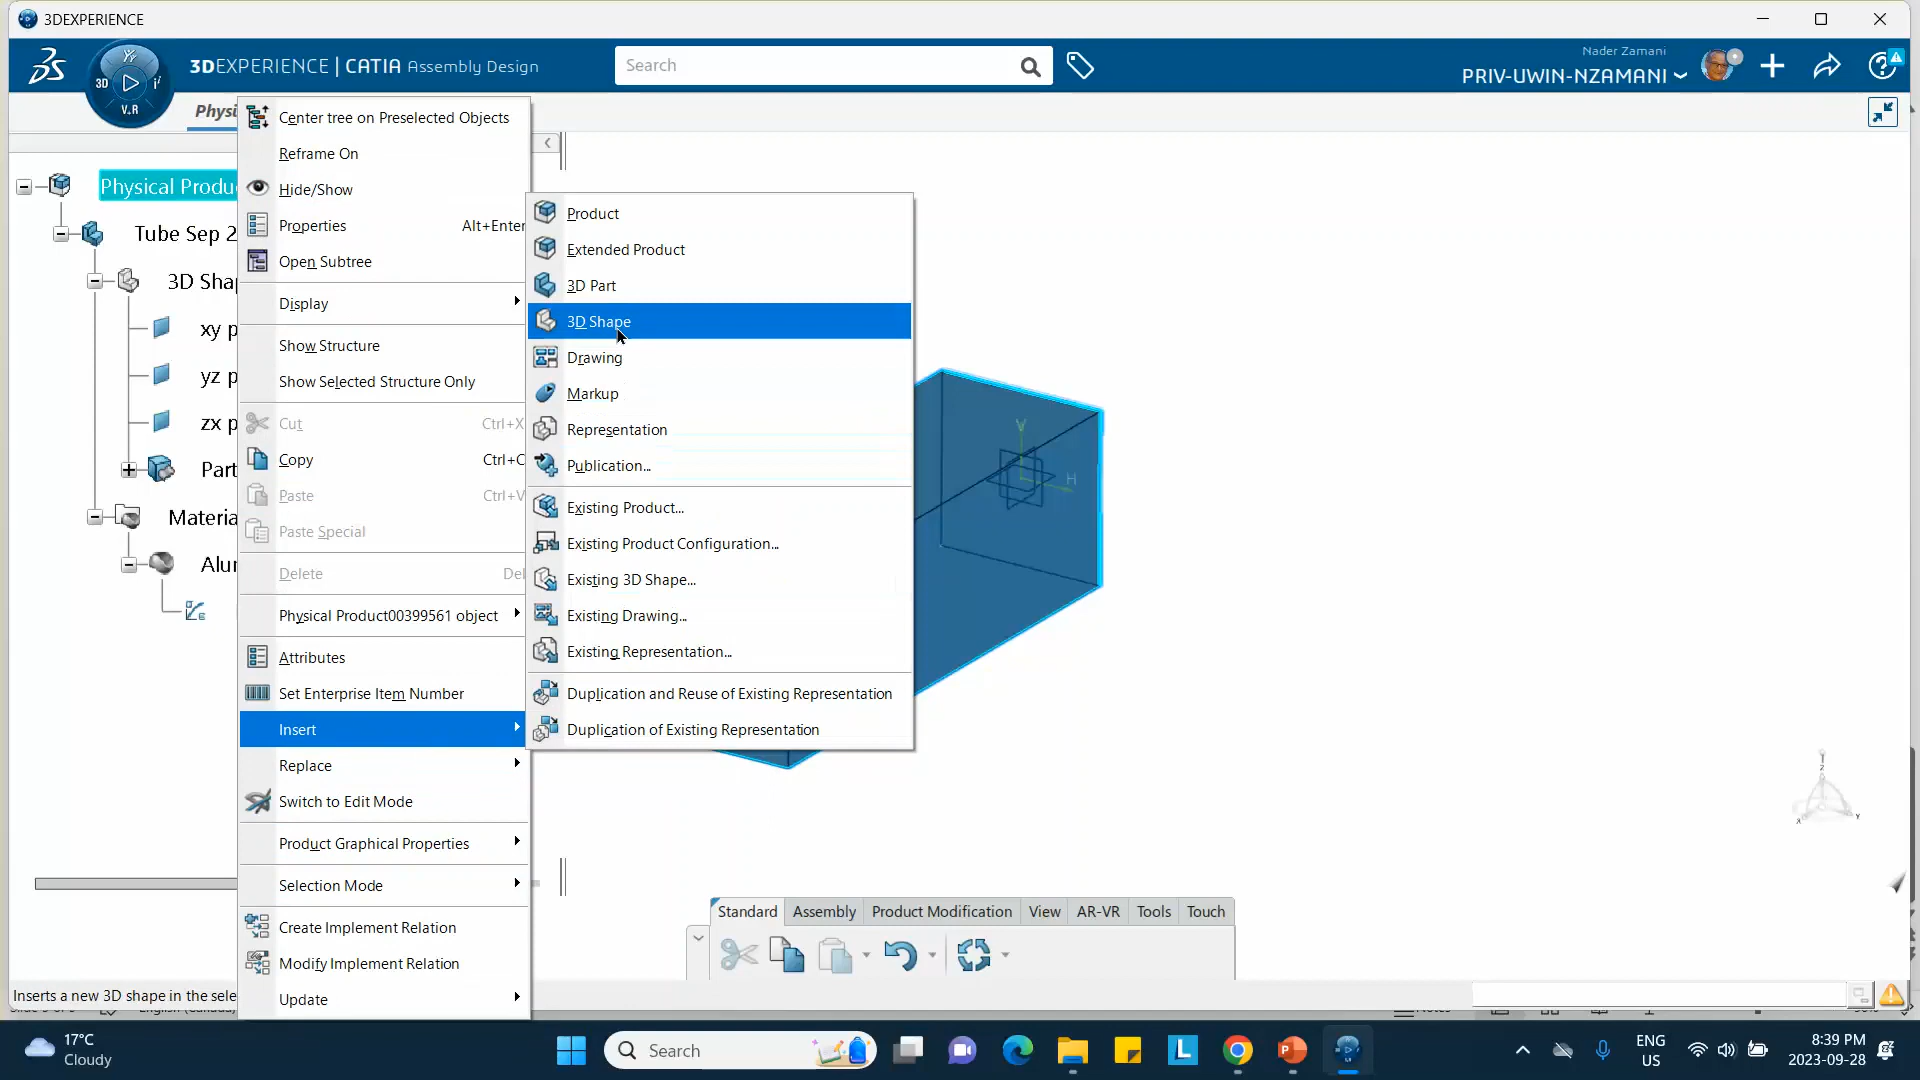 3DEXPERIENCE
3DEXPERIENCE | CATIA Assembly Design
Search
Nader Zamani
PRIV-UWIN-NZAMANI
3D
V.R
Physi
Physical Produ
Tube Sep 2
3D Sha
xy p
yz p
zx p
Part
Materia
Alu
Center tree on Preselected Objects
Reframe On
Hide/Show
Properties Alt+Enter
Open Subtree
Display
Show Structure
Show Selected Structure Only
Cut Ctrl+X
Copy Ctrl+C
Paste Ctrl+V
Paste Special
Delete Del
Physical Product00399561 object
Attributes
Set Enterprise Item Number
Insert
Replace
Switch to Edit Mode
Product Graphical Properties
Selection Mode
Create Implement Relation
Modify Implement Relation
Update
Product
Extended Product
3D Part
3D Shape
Drawing
Markup
Representation
Publication...
Existing Product...
Existing Product Configuration...
Existing 3D Shape...
Existing Drawing...
Existing Representation...
Duplication and Reuse of Existing Representation
Duplication of Existing Representation
V
H
z
x
y
Standard Assembly Product Modification View AR-VR Tools Touch
Inserts a new 3D shape in the sele
17°C
Cloudy
Search
ENG
US
8:39 PM
2023-09-28